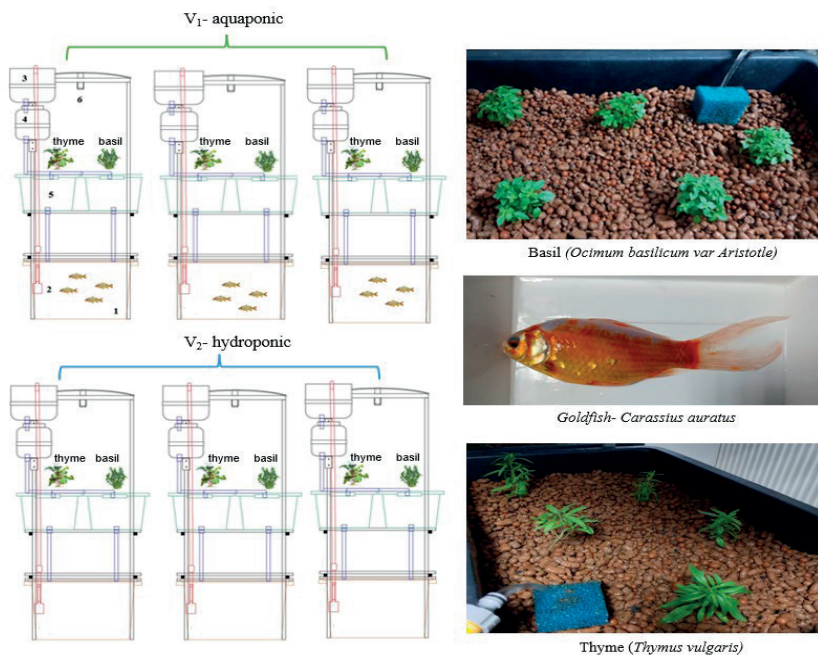 V₁- aquaponic
3
6
4
thyme basil
thyme basil
thyme basil
5
2
1
V₂- hydroponic
thyme basil
thyme basil
thyme basil
Basil (Ocimum basilicum var Aristotle)
Goldfish- Carassius auratus
Thyme (Thymus vulgaris)